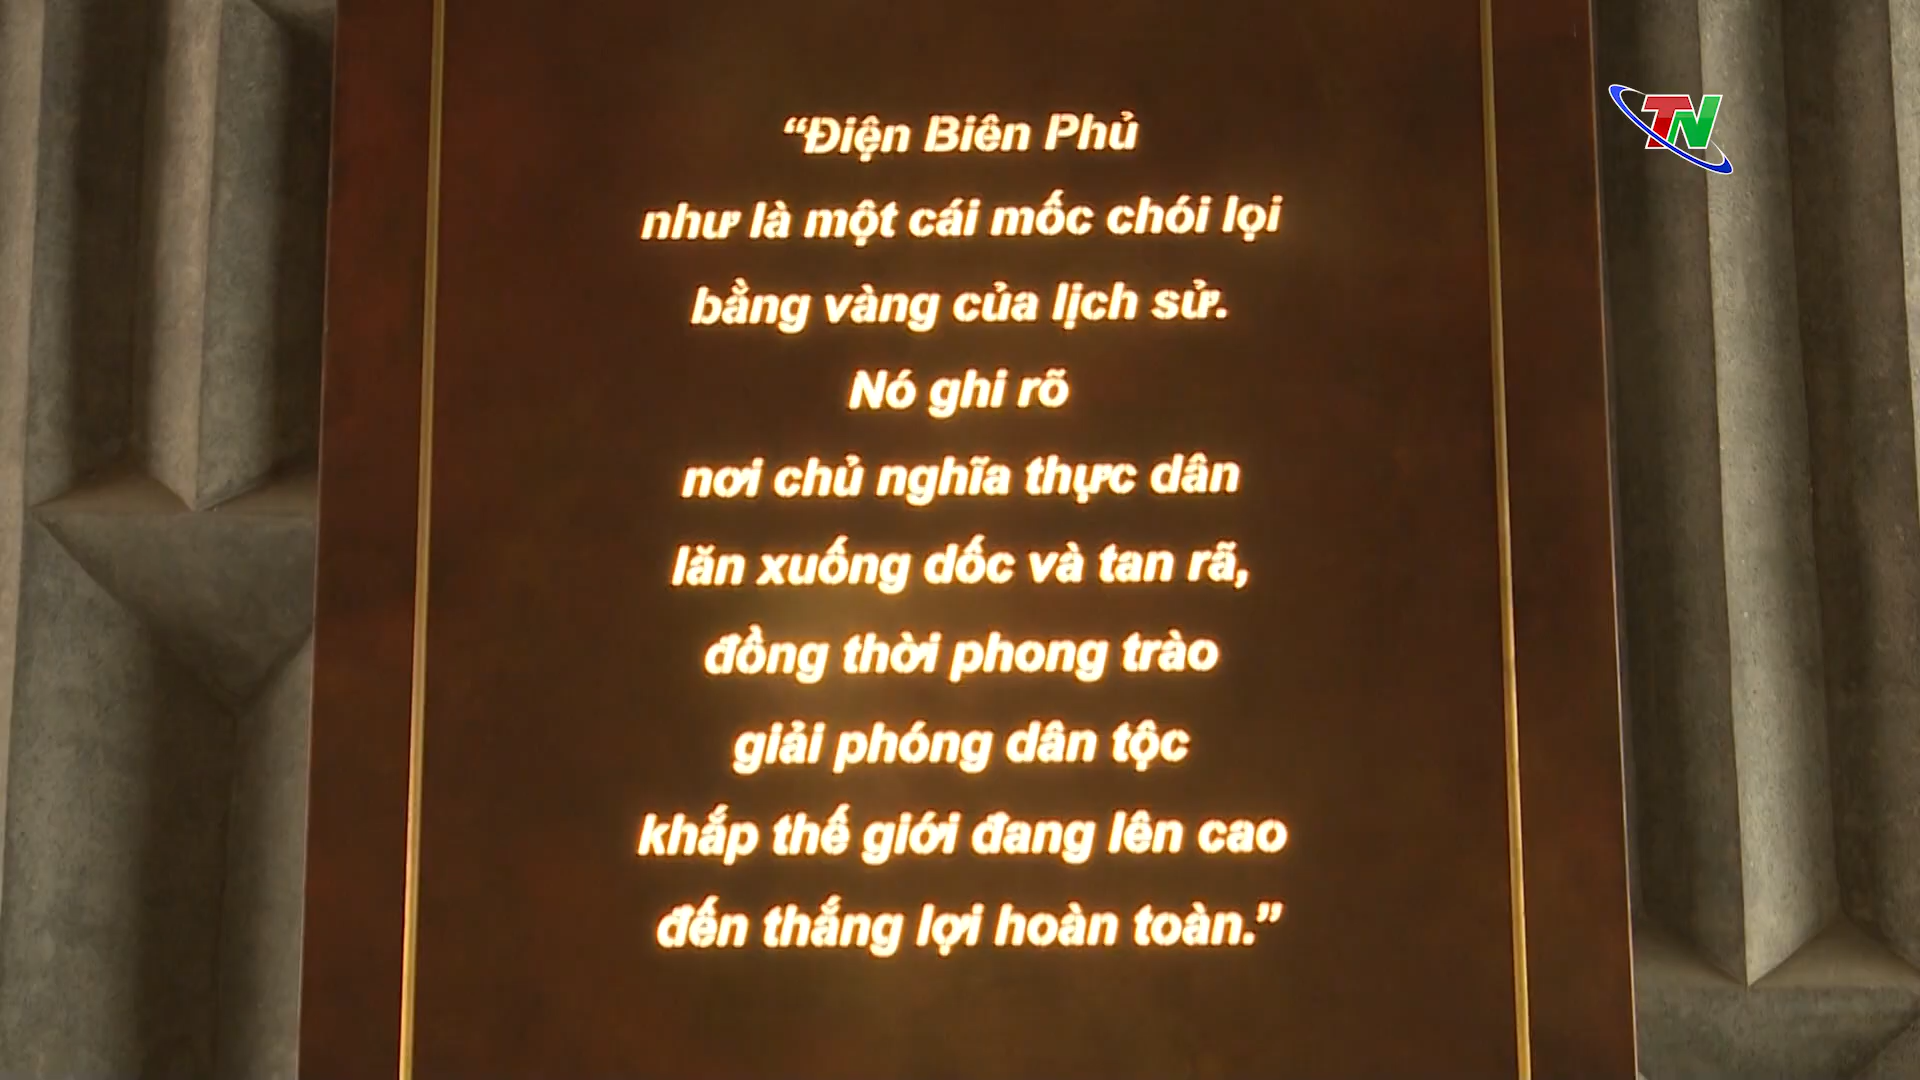 “Điện Biên Phủ
như là một cái mốc chói lọi
bằng vàng của lịch sử.
Nó ghi rõ
nơi chủ nghĩa thực dân
lăn xuống dốc và tan rã,
đồng thời phong trào
giải phóng dân tộc
khắp thế giới đang lên cao
đến thắng lợi hoàn toàn.”
TN